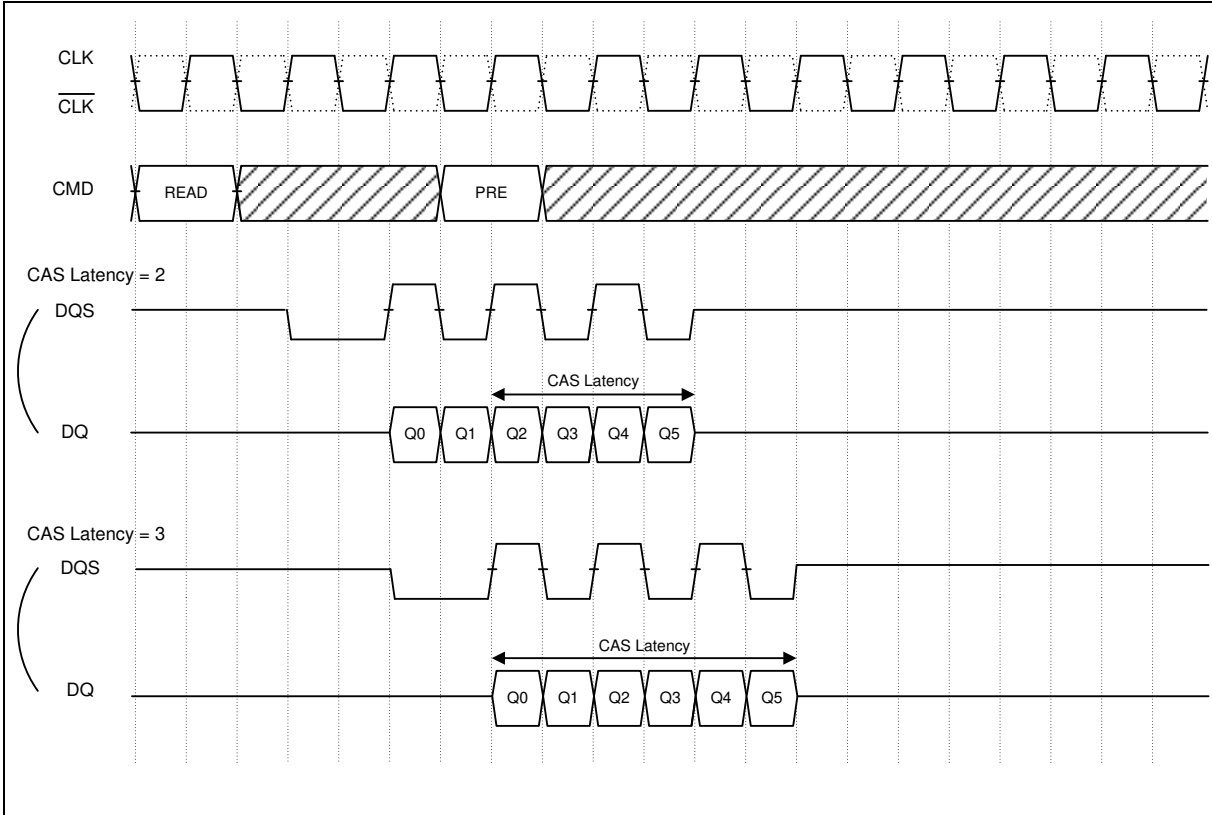 CLK
CLK
CMD
READ
PRE
CAS Latency = 2
DQS
CAS Latency
DQ
Q0 Q1 Q2 Q3 Q4 Q5
CAS Latency = 3
DQS
CAS Latency
DQ
Q0 Q1 Q2 Q3 Q4 Q5